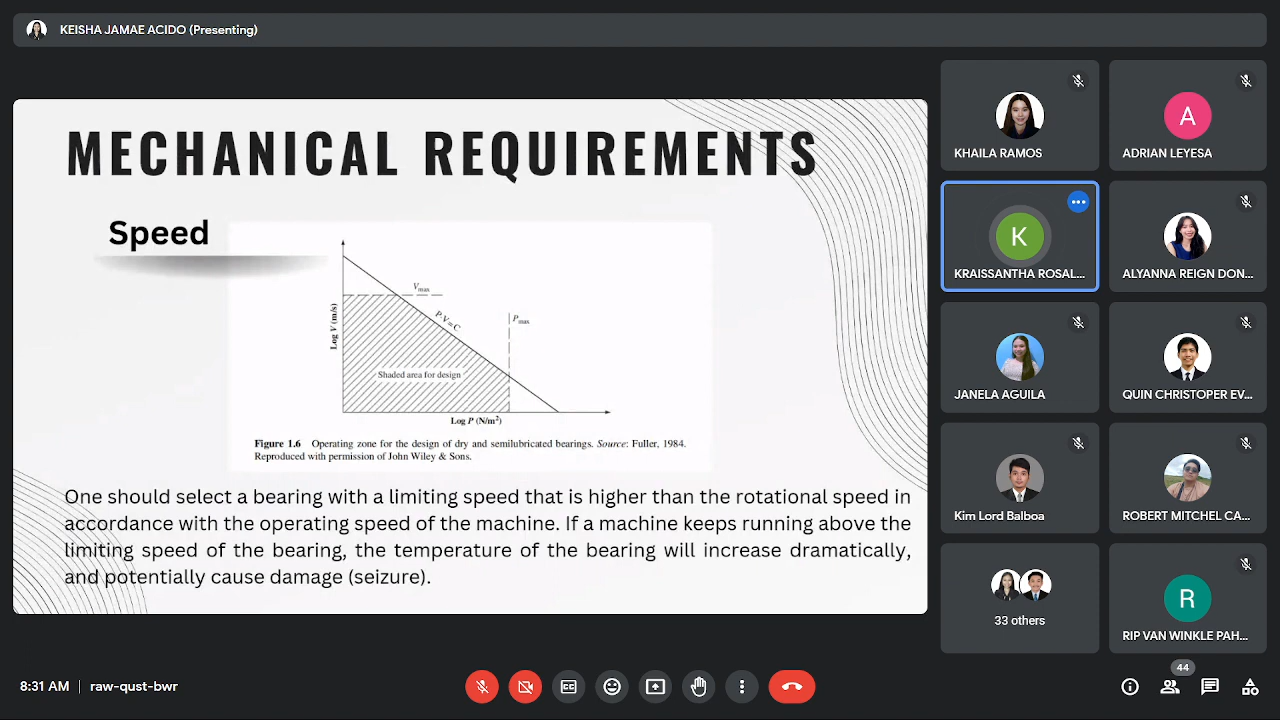 KEISHA JAMAE ACIDO (Presenting)
MECHANICAL REQUIREMENTS
Speed
Log V (m/s)
Vmax
P·V = C
Pmax
Shaded area for design
Log P (N/m²)
Figure 1.6 Operating zone for the design of dry and semilubricated bearings. Source: Fuller, 1984.
Reproduced with permission of John Wiley & Sons.
One should select a bearing with a limiting speed that is higher than the rotational speed in
accordance with the operating speed of the machine. If a machine keeps running above the
limiting speed of the bearing, the temperature of the bearing will increase dramatically,
and potentially cause damage (seizure).
KHAILA RAMOS
A
ADRIAN LEYESA
K
KRAISSANTHA ROSAL...
ALYANNA REIGN DON...
JANELA AGUILA
QUIN CHRISTOPER EV...
Kim Lord Balboa
ROBERT MITCHEL CA...
33 others
R
RIP VAN WINKLE PAH...
8:31 AM
raw-qust-bwr
44